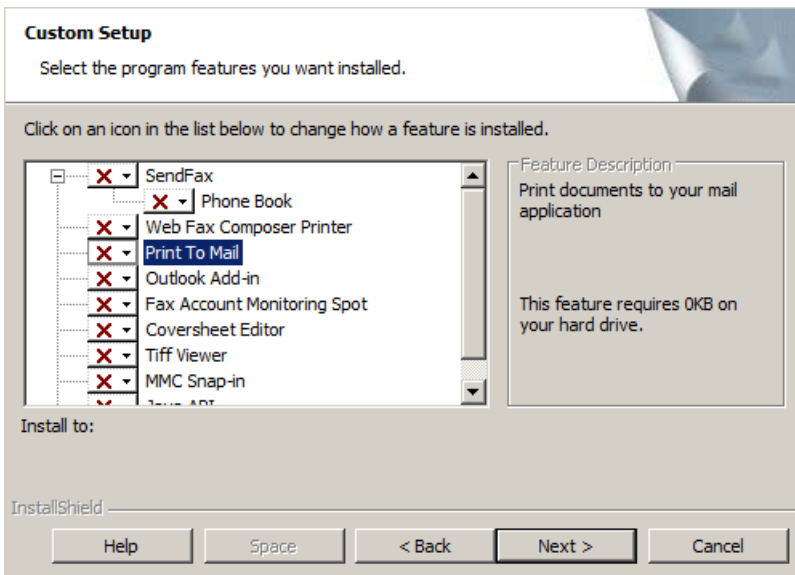 Custom Setup
Select the program features you want installed.
Click on an icon in the list below to change how a feature is installed.
SendFax
Phone Book
Web Fax Composer Printer
Print To Mail
Outlook Add-in
Fax Account Monitoring Spot
Coversheet Editor
Tiff Viewer
MMC Snap-in
Java API
Feature Description
Print documents to your mail
application
This feature requires 0KB on
your hard drive.
Install to:
InstallShield
Help
Space
< Back
Next >
Cancel